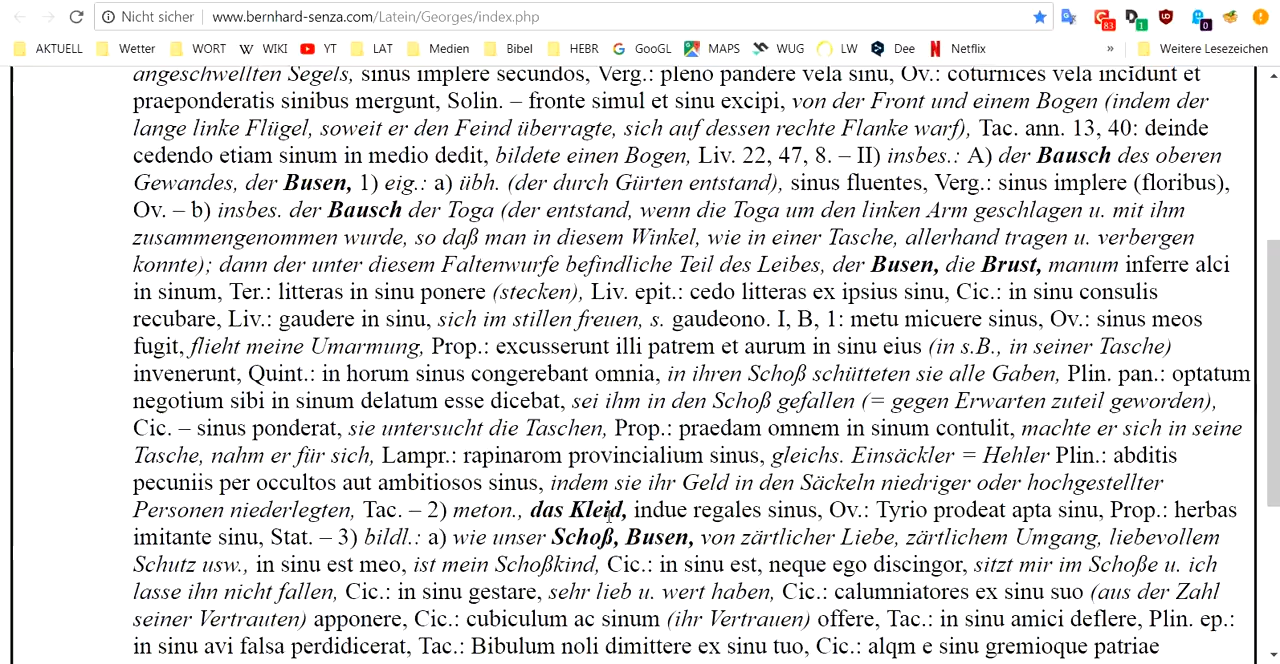 Nicht sicher | www.bernhard-senza.com/Latein/Georges/index.php
83 1 0
AKTUELL Wetter WORT WIKI YT LAT Medien Bibel HEBR GooGL MAPS WUG LW Dee Netflix » Weitere Lesezeichen
angeschwellten Segels, sinus implere secundos, Verg.: pleno pandere vela sinu, Ov.: coturnices vela incidunt et
praeponderatis sinibus mergunt, Solin. – fronte simul et sinu excipi, von der Front und einem Bogen (indem der
lange linke Flügel, soweit er den Feind überragte, sich auf dessen rechte Flanke warf), Tac. ann. 13, 40: deinde
cedendo etiam sinum in medio dedit, bildete einen Bogen, Liv. 22, 47, 8. – II) insbes.: A) der Bausch des oberen
Gewandes, der Busen, 1) eig.: a) übh. (der durch Gürten entstand), sinus fluentes, Verg.: sinus implere (floribus),
Ov. – b) insbes. der Bausch der Toga (der entstand, wenn die Toga um den linken Arm geschlagen u. mit ihm
zusammengenommen wurde, so daß man in diesem Winkel, wie in einer Tasche, allerhand tragen u. verbergen
konnte); dann der unter diesem Faltenwurfe befindliche Teil des Leibes, der Busen, die Brust, manum inferre alci
in sinum, Ter.: litteras in sinu ponere (stecken), Liv. epit.: cedo litteras ex ipsius sinu, Cic.: in sinu consulis
recubare, Liv.: gaudere in sinu, sich im stillen freuen, s. gaudeono. I, B, 1: metu micuere sinus, Ov.: sinus meos
fugit, flieht meine Umarmung, Prop.: excusserunt illi patrem et aurum in sinu eius (in s.B., in seiner Tasche)
invenerunt, Quint.: in horum sinus congerebant omnia, in ihren Schoß schütteten sie alle Gaben, Plin. pan.: optatum
negotium sibi in sinum delatum esse dicebat, sei ihm in den Schoß gefallen (= gegen Erwarten zuteil geworden),
Cic. – sinus ponderat, sie untersucht die Taschen, Prop.: praedam omnem in sinum contulit, machte er sich in seine
Tasche, nahm er für sich, Lampr.: rapinarom provincialium sinus, gleichs. Einsäckler = Hehler Plin.: abditis
pecuniis per occultos aut ambitiosos sinus, indem sie ihr Geld in den Säckeln niedriger oder hochgestellter
Personen niederlegten, Tac. – 2) meton., das Kleid, indue regales sinus, Ov.: Tyrio prodeat apta sinu, Prop.: herbas
imitante sinu, Stat. – 3) bildl.: a) wie unser Schoß, Busen, von zärtlicher Liebe, zärtlichem Umgang, liebevollem
Schutz usw., in sinu est meo, ist mein Schoßkind, Cic.: in sinu est, neque ego discingor, sitzt mir im Schoße u. ich
lasse ihn nicht fallen, Cic.: in sinu gestare, sehr lieb u. wert haben, Cic.: calumniatores ex sinu suo (aus der Zahl
seiner Vertrauten) apponere, Cic.: cubiculum ac sinum (ihr Vertrauen) offere, Tac.: in sinu amici deflere, Plin. ep.:
in sinu avi falsa perdidicerat, Tac.: Bibulum noli dimittere ex sinu tuo, Cic.: alqm e sinu gremioque patriae